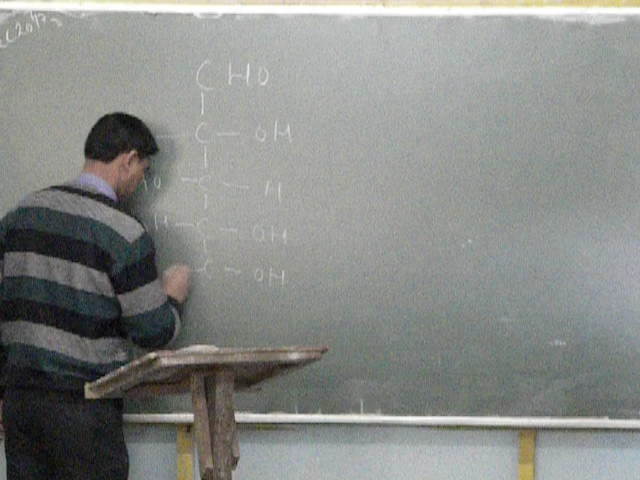 CHO
— C — OH
HO — C — H
H — C — OH
C — OH